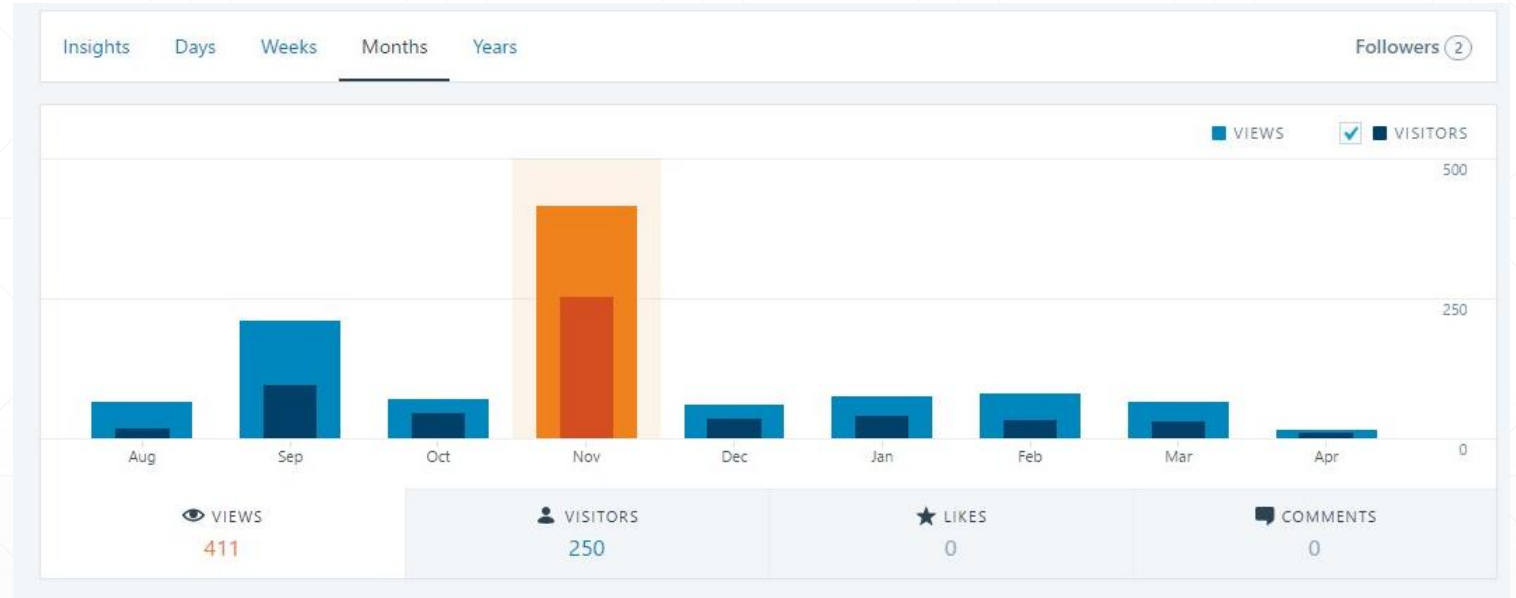 Insights Days Weeks Months Years Followers 2
VIEWS VISITORS
500
250
0
Aug Sep Oct Nov Dec Jan Feb Mar Apr
VIEWS VISITORS LIKES COMMENTS
411 250 0 0